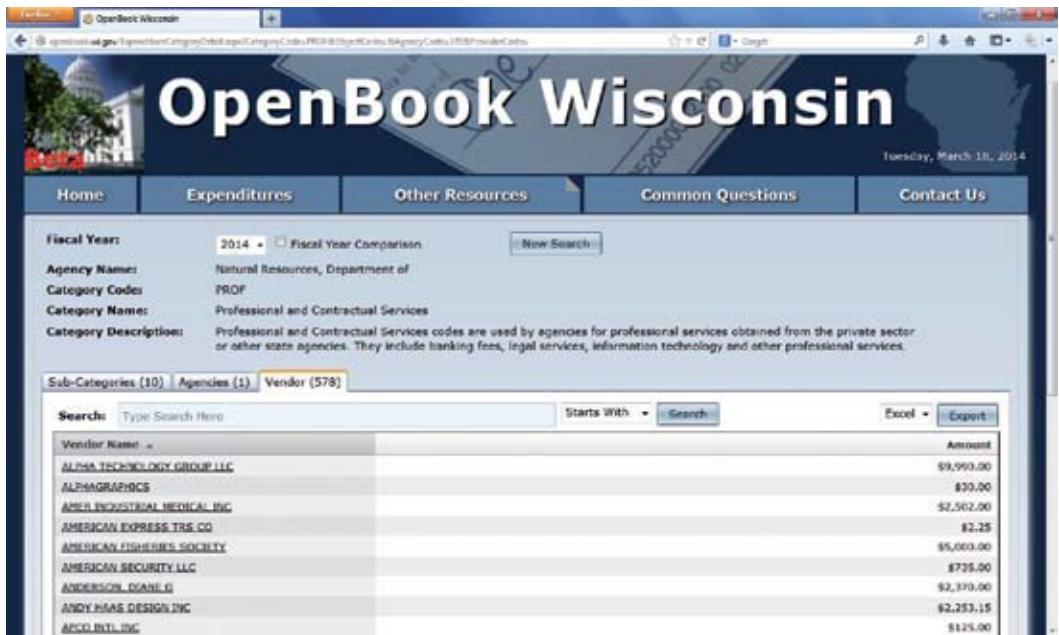 OpenBook Wisconsin
OpenBook Wisconsin
Beta
Tuesday, March 18, 2014
Home Expenditures Other Resources Common Questions Contact Us
Fiscal Year: 2014 Fiscal Year Comparison New Search
Agency Name: Natural Resources, Department of
Category Code: PROF
Category Name: Professional and Contractual Services
Category Description: Professional and Contractual Services codes are used by agencies for professional services obtained from the private sector
or other state agencies. They include banking fees, legal services, information technology and other professional services.
Sub-Categories (10) Agencies (1) Vendor (578)
Search: Type Search Here Starts With Search Excel Export
Vendor Name Amount
ALPHA TECHNOLOGY GROUP LLC $9,990.00
ALPHAGRAPHICS $30.00
AMER INDUSTRIAL MEDICAL INC $2,502.00
AMERICAN EXPRESS TRS CO $2.25
AMERICAN FISHERIES SOCIETY $5,000.00
AMERICAN SECURITY LLC $735.00
ANDERSON, DIANE G $2,370.00
ANDY HAAS DESIGN INC $2,253.15
APCO INTL INC $125.00